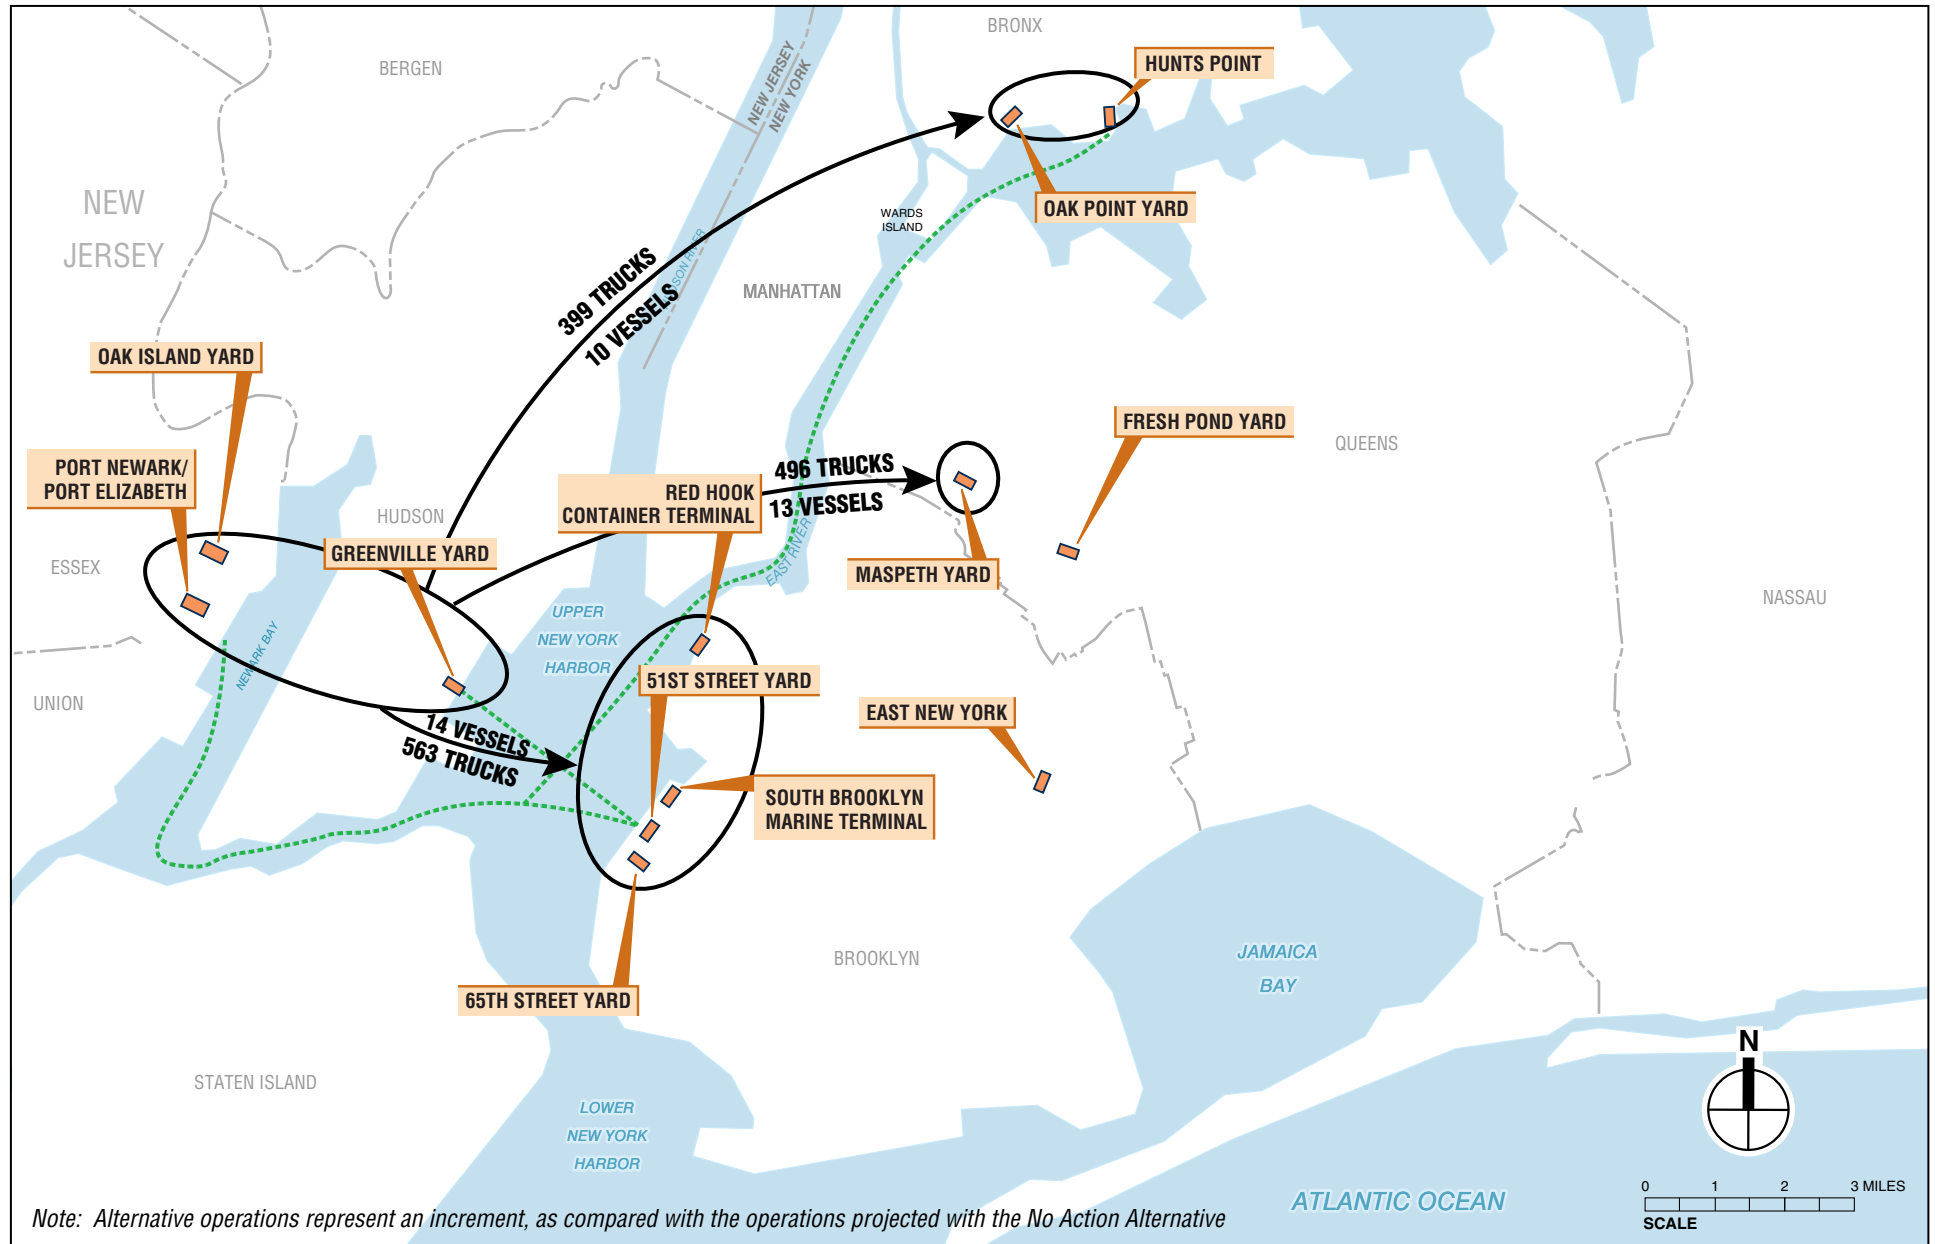 BRONX
HUNTS POINT
BERGEN
NEW JERSEY
NEW YORK
NEW
JERSEY
OAK POINT YARD
WARDS
ISLAND
399 TRUCKS
10 VESSELS
MANHATTAN
OAK ISLAND YARD
FRESH POND YARD
QUEENS
PORT NEWARK/
PORT ELIZABETH
496 TRUCKS
13 VESSELS
RED HOOK
CONTAINER TERMINAL
HUDSON
GREENVILLE YARD
EAST RIVER
MASPETH YARD
ESSEX
NASSAU
UPPER
NEW YORK
HARBOR
NEWARK BAY
51ST STREET YARD
UNION
EAST NEW YORK
14 VESSELS
563 TRUCKS
SOUTH BROOKLYN
MARINE TERMINAL
BROOKLYN
JAMAICA
BAY
65TH STREET YARD
STATEN ISLAND
LOWER
NEW YORK
HARBOR
N
0 1 2 3 MILES
SCALE
ATLANTIC OCEAN
Note: Alternative operations represent an increment, as compared with the operations projected with the No Action Alternative